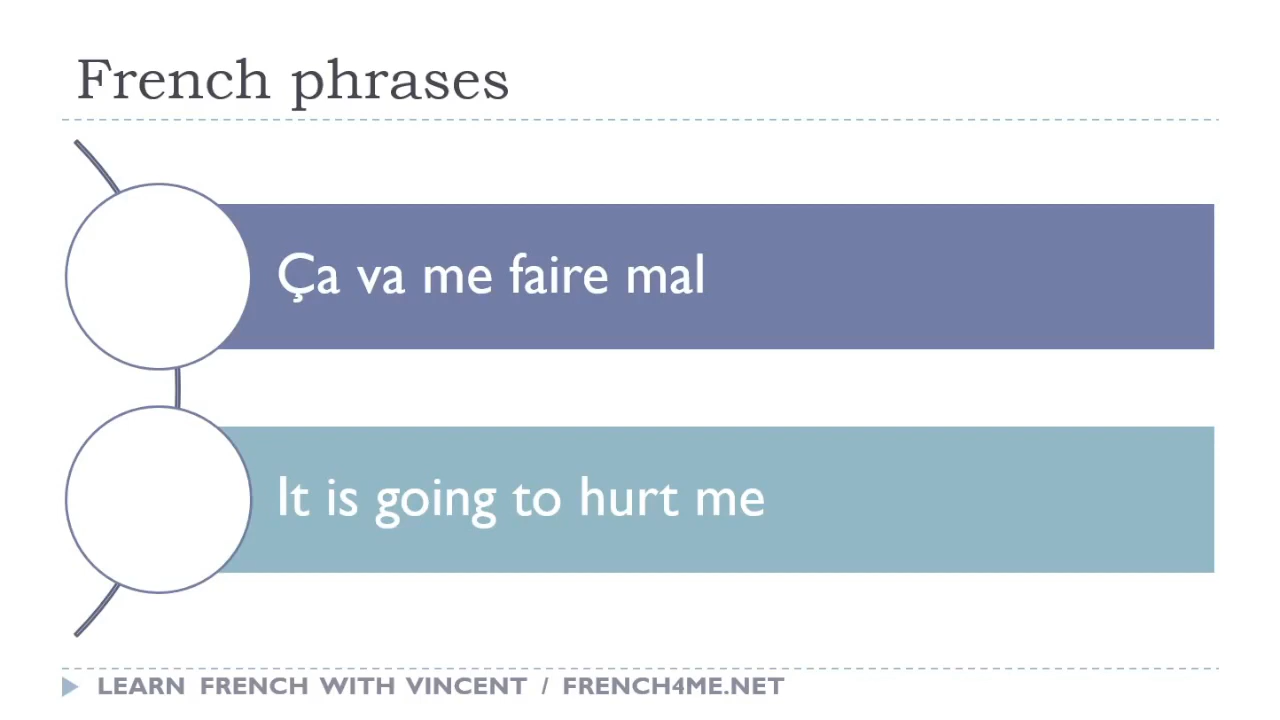 French phrases
Ça va me faire mal
It is going to hurt me
LEARN FRENCH WITH VINCENT / FRENCH4ME.NET